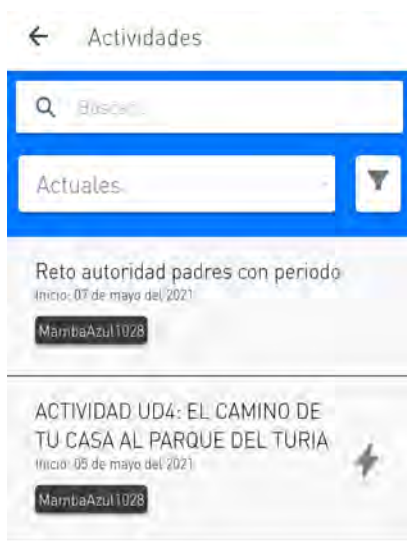 Actividades
Buscar...
Actuales
Reto autoridad padres con periodo
Inicio: 07 de mayo del 2021
MambaAzul1028
ACTIVIDAD UD4: EL CAMINO DE
TU CASA AL PARQUE DEL TURIA
Inicio: 05 de mayo del 2021
MambaAzul1028